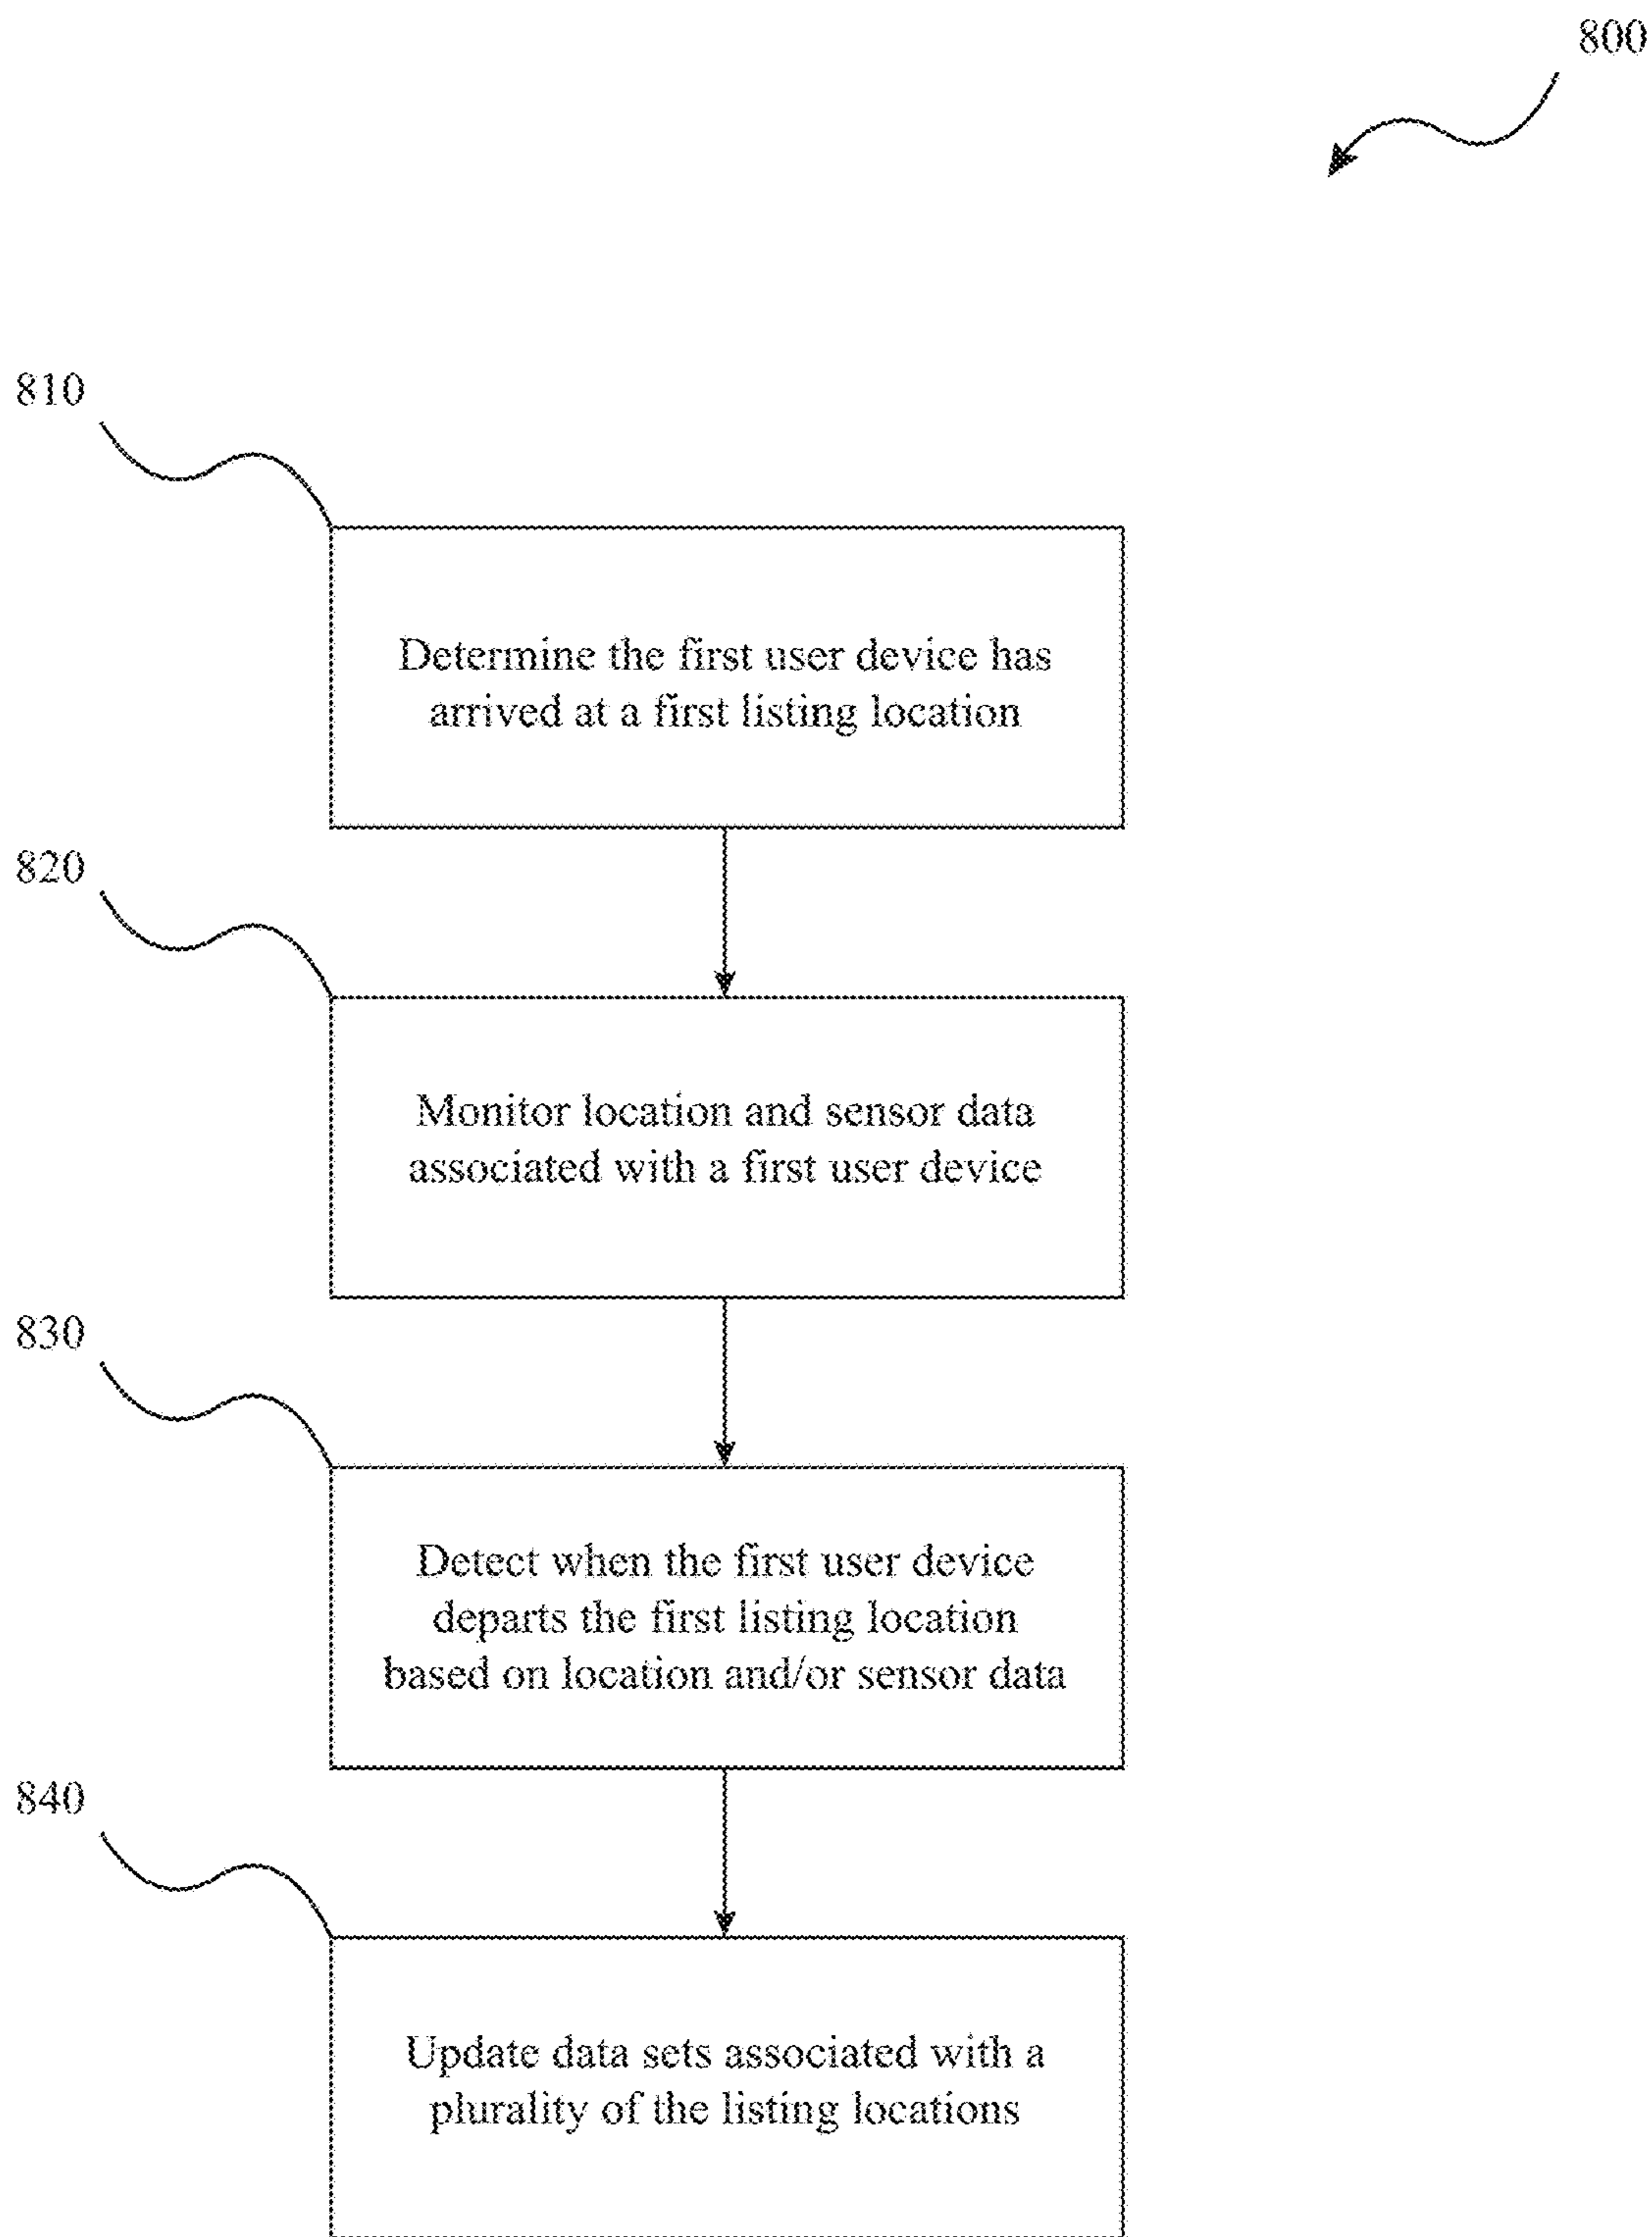 800
810
Determine the first user device has
arrived at a first listing location
820
Monitor location and sensor data
associated with a first user device
830
Detect when the first user device
departs the first listing location
based on location and/or sensor data
840
Update data sets associated with a
plurality of the listing locations